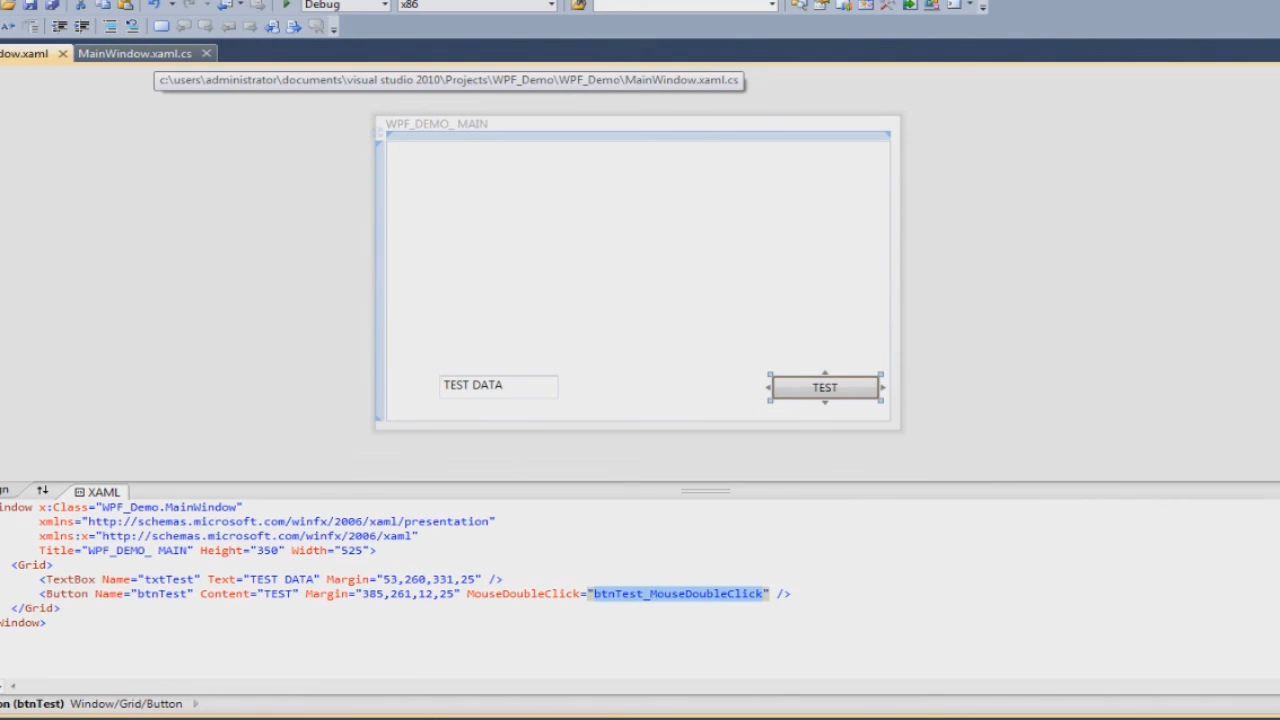 Debug x86
dow.xaml MainWindow.xaml.cs
c:\users\administrator\documents\visual studio 2010\Projects\WPF_Demo\WPF_Demo\MainWindow.xaml.cs
WPF_DEMO_ MAIN
TEST DATA TEST
gn XAML
indow x:Class="WPF_Demo.MainWindow"
xmlns="http://schemas.microsoft.com/winfx/2006/xaml/presentation"
xmlns:x="http://schemas.microsoft.com/winfx/2006/xaml"
Title="WPF_DEMO_ MAIN" Height="350" Width="525">
<Grid>
<TextBox Name="txtTest" Text="TEST DATA" Margin="53,260,331,25" />
<Button Name="btnTest" Content="TEST" Margin="385,261,12,25" MouseDoubleClick="btnTest_MouseDoubleClick" />
</Grid>
Window>
on (btnTest) Window/Grid/Button